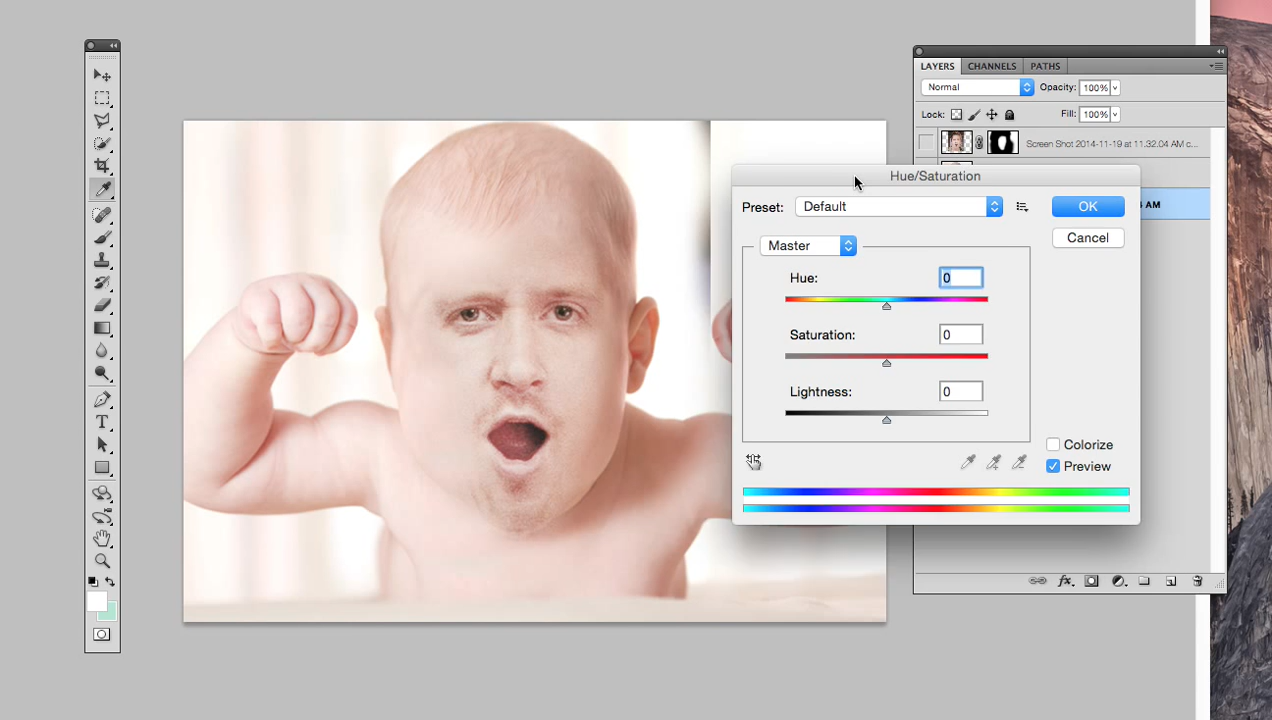 LAYERS CHANNELS PATHS
Normal Opacity: 100%
Lock: Fill: 100%
Screen Shot 2014-11-19 at 11.32.04 AM c...
AM
Hue/Saturation
Preset: Default OK
Cancel
Master
Hue: 0
Saturation: 0
Lightness: 0
Colorize
Preview
T
fx